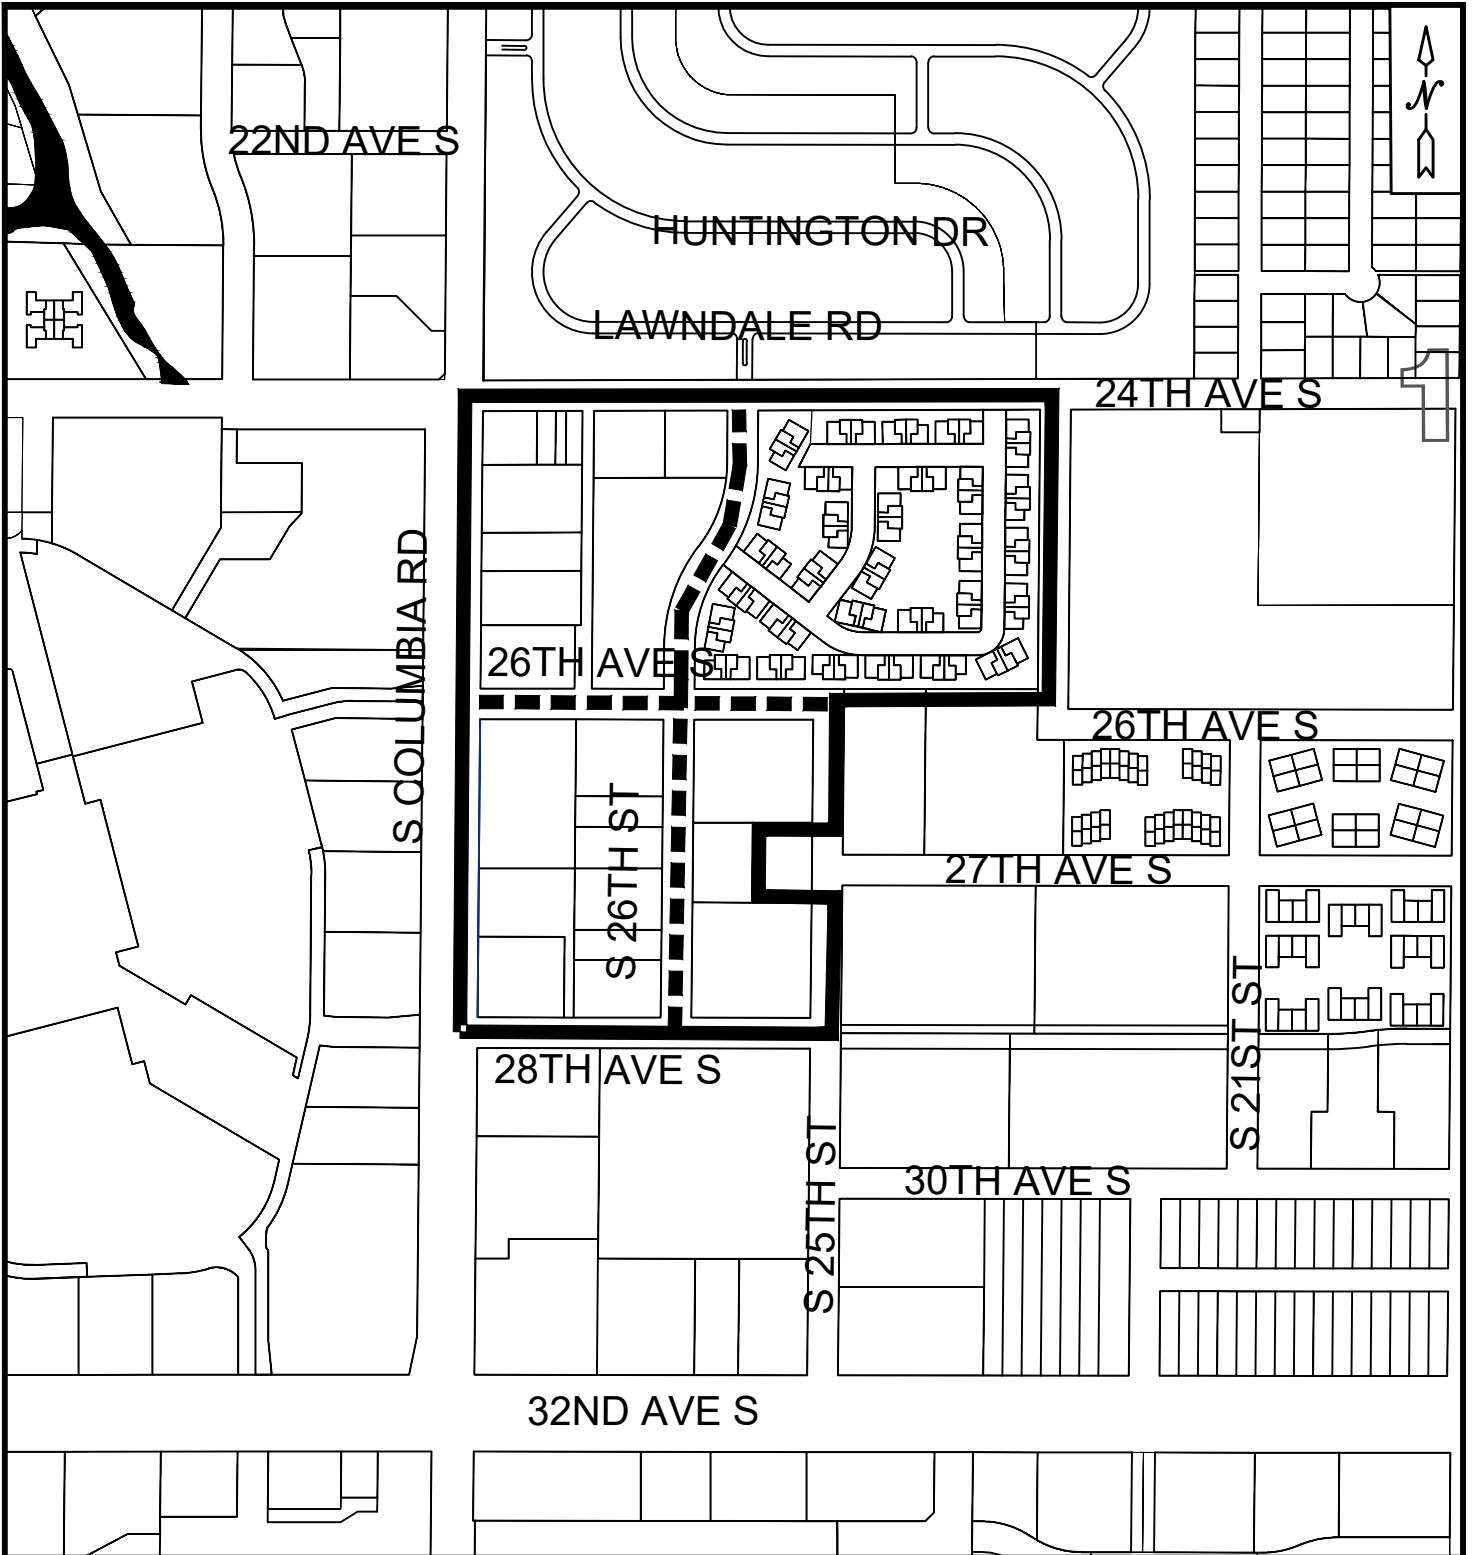 22ND AVE S
N
HUNTINGTON DR
LAWNDALE RD
24TH AVE S
1
S COLUMBIA RD
26TH AVE S
26TH AVE S
S 26TH ST
27TH AVE S
S 21ST ST
28TH AVE S
S 25TH ST
30TH AVE S
32ND AVE S